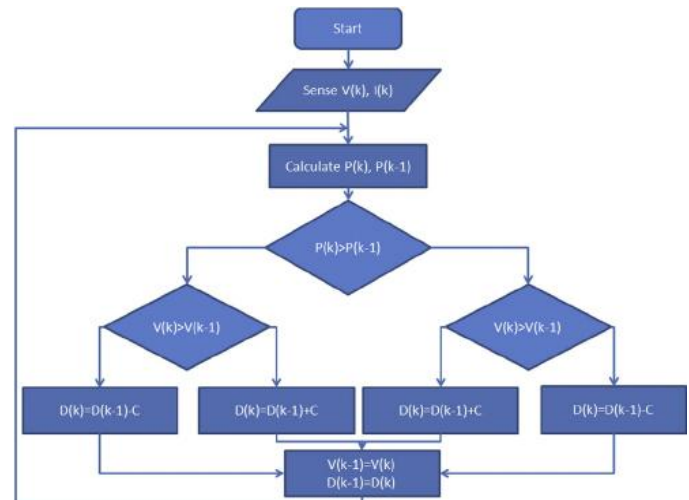 Start
Sense V(k), I(k)
Calculate P(k), P(k-1)
P(k)>P(k-1)
V(k)>V(k-1)
V(k)>V(k-1)
D(k)=D(k-1)-C
D(k)=D(k-1)+C
D(k)=D(k-1)+C
D(k)=D(k-1)-C
V(k-1)=V(k)
D(k-1)=D(k)